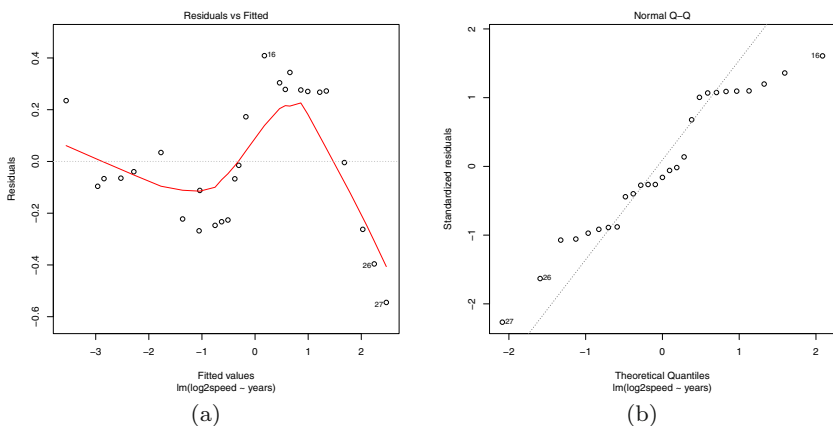 Residuals vs Fitted
Residuals
0.4
0.2
0.0
−0.2
−0.4
−0.6
16
26
27
−3 −2 −1 0 1 2
Fitted values
lm(log2speed ~ years)
(a)
Normal Q−Q
Standardized residuals
2
1
0
−1
−2
16
26
27
−2 −1 0 1 2
Theoretical Quantiles
lm(log2speed ~ years)
(b)